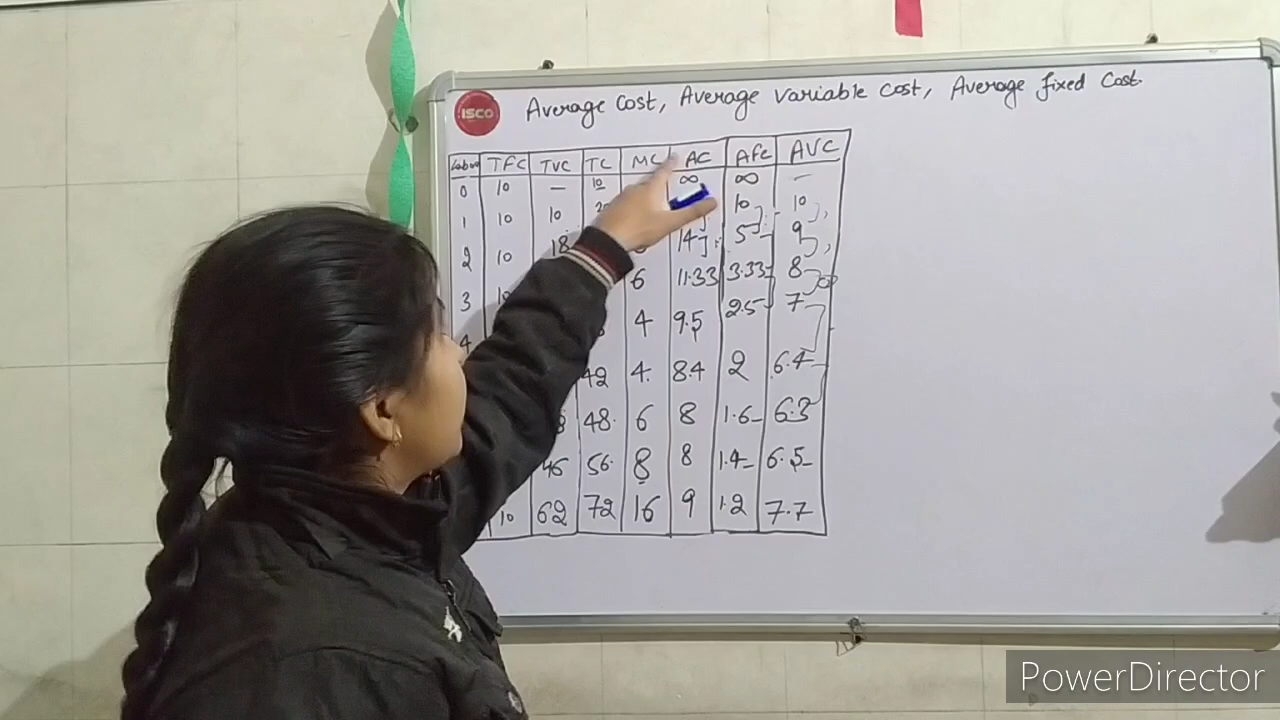 ISCO
Average Cost, Average Variable Cost, Average fixed Cost.
Labour TFC TVC TC MC AC AFC AVC
0 10 — 10 ∞ ∞ —
1 10 10 10 10
2 10 18 14 5 9
3 6 11.33 3.33 8
4 4 9.5 2.5 7
42 4. 8.4 2 6.4
48. 6 8 1.6 6.3
46 56. 8 8 1.4 6.5
10 62 72 16 9 1.2 7.7
PowerDirector